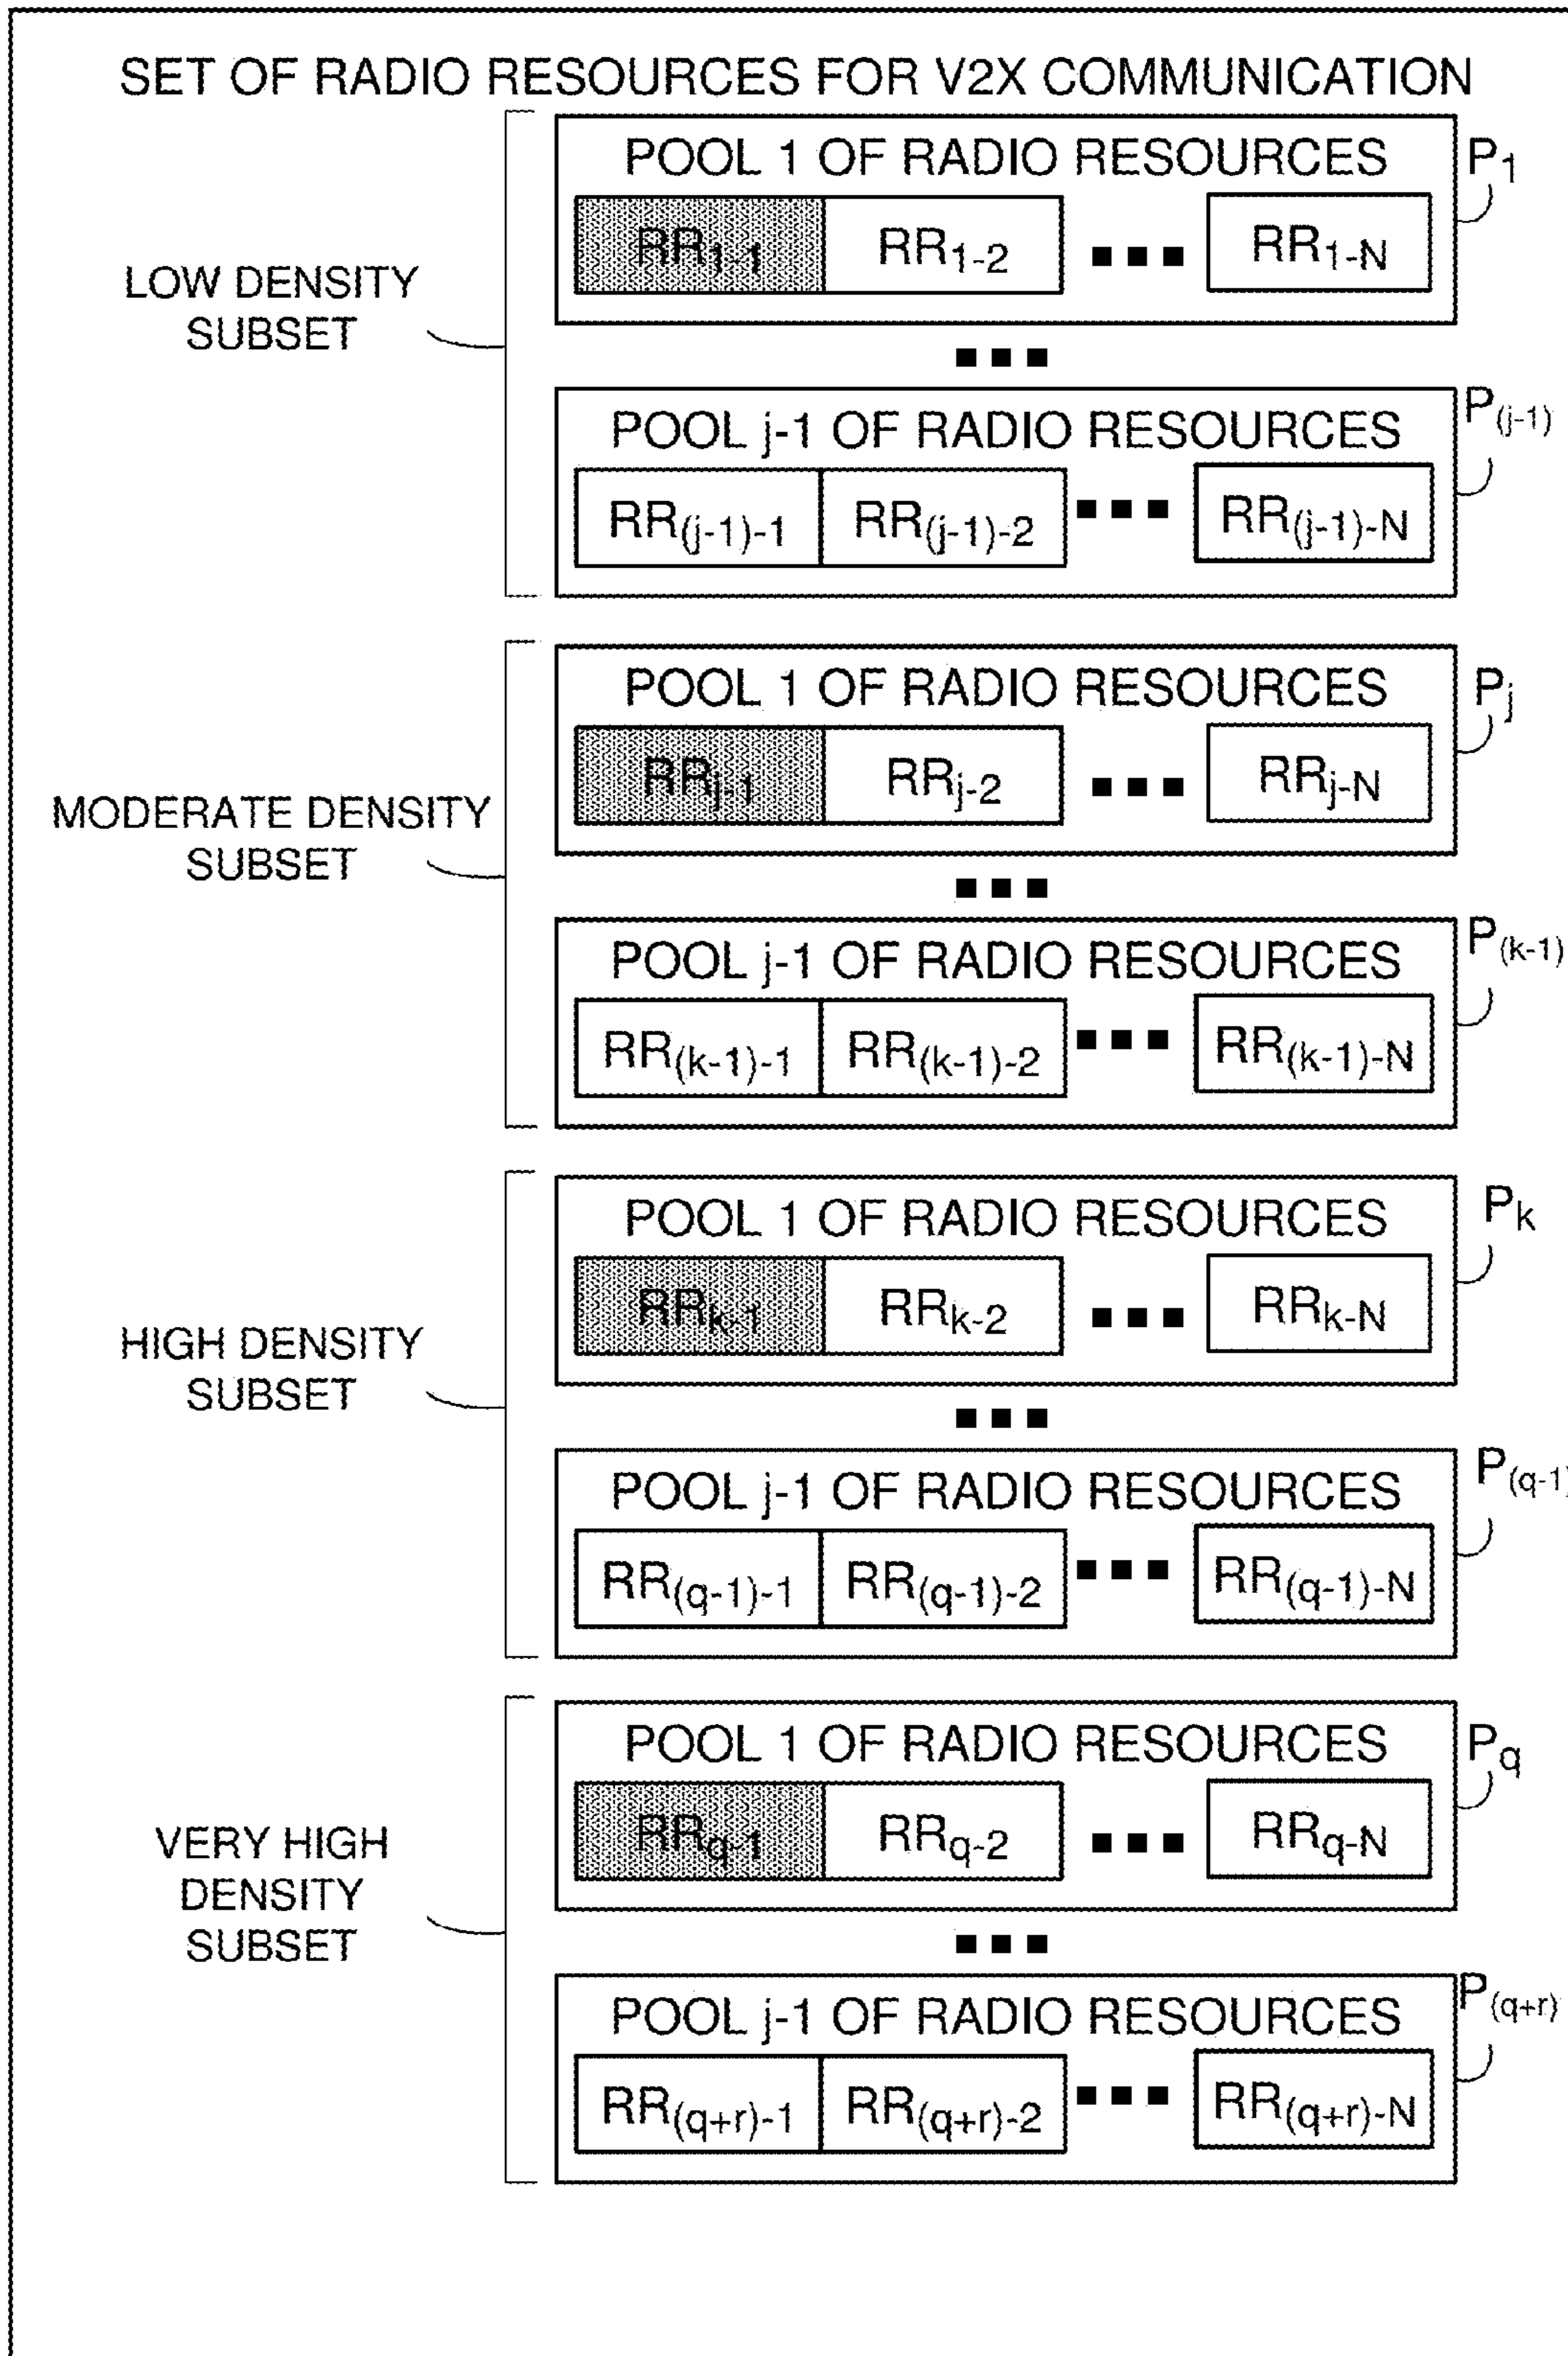 SET OF RADIO RESOURCES FOR V2X COMMUNICATION
LOW DENSITY
SUBSET
POOL 1 OF RADIO RESOURCES
P1
RR1-1
RR1-2
RR1-N
POOL j-1 OF RADIO RESOURCES
P(j-1)
RR(j-1)-1
RR(j-1)-2
RR(j-1)-N
MODERATE DENSITY
SUBSET
POOL 1 OF RADIO RESOURCES
Pj
RRj-1
RRj-2
RRj-N
POOL j-1 OF RADIO RESOURCES
P(k-1)
RR(k-1)-1
RR(k-1)-2
RR(k-1)-N
HIGH DENSITY
SUBSET
POOL 1 OF RADIO RESOURCES
Pk
RRk-1
RRk-2
RRk-N
POOL j-1 OF RADIO RESOURCES
P(q-1)
RR(q-1)-1
RR(q-1)-2
RR(q-1)-N
VERY HIGH
DENSITY
SUBSET
POOL 1 OF RADIO RESOURCES
Pq
RRq-1
RRq-2
RRq-N
POOL j-1 OF RADIO RESOURCES
P(q+r)
RR(q+r)-1
RR(q+r)-2
RR(q+r)-N